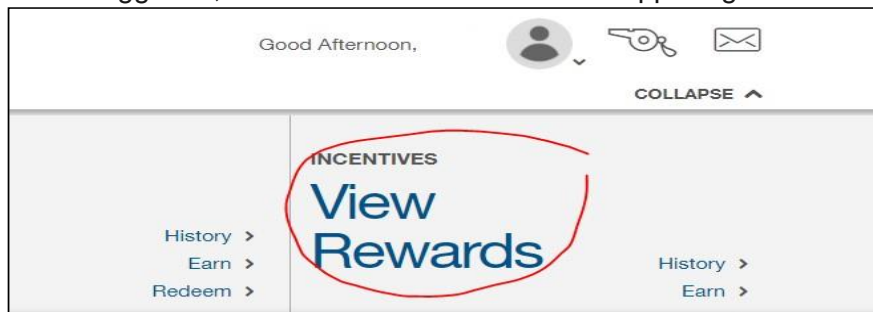 Good Afternoon,
COLLAPSE
INCENTIVES
View
Rewards
History >
Earn >
Redeem >
History >
Earn >